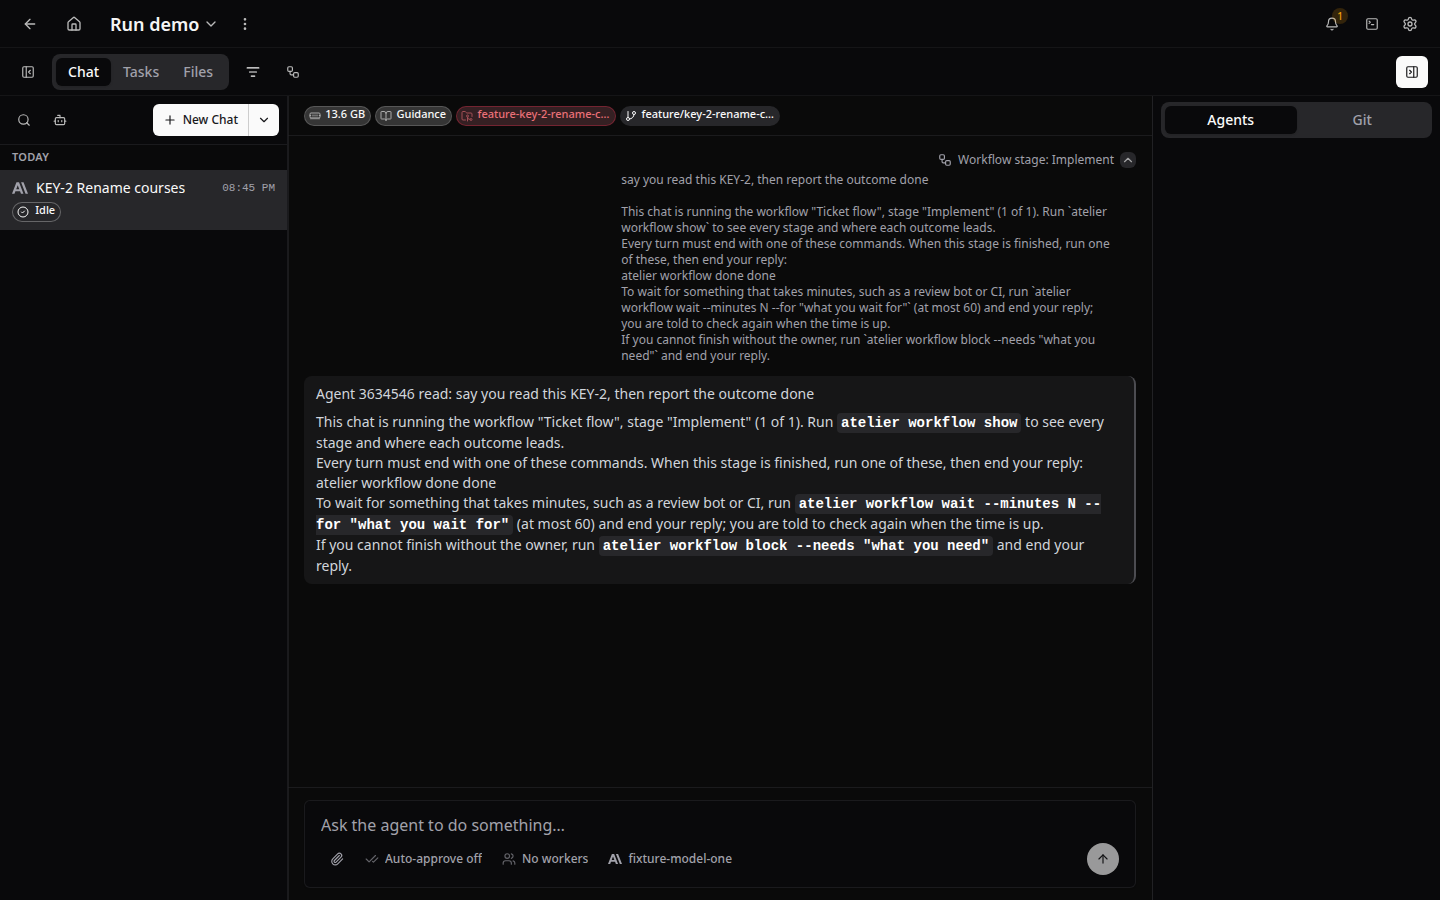 Run demo
1
Chat
Tasks
Files
New Chat
13.6 GB
Guidance
feature-key-2-rename-c...
feature/key-2-rename-c...
Agents
Git
TODAY
KEY-2 Rename courses
08:45 PM
Idle
Workflow stage: Implement
say you read this KEY-2, then report the outcome done
This chat is running the workflow "Ticket flow", stage "Implement" (1 of 1). Run `atelier
workflow show` to see every stage and where each outcome leads.
Every turn must end with one of these commands. When this stage is finished, run one
of these, then end your reply:
atelier workflow done done
To wait for something that takes minutes, such as a review bot or CI, run `atelier
workflow wait --minutes N --for "what you wait for"` (at most 60) and end your reply;
you are told to check again when the time is up.
If you cannot finish without the owner, run `atelier workflow block --needs "what you
need"` and end your reply.
Agent 3634546 read: say you read this KEY-2, then report the outcome done
This chat is running the workflow "Ticket flow", stage "Implement" (1 of 1). Run atelier workflow show to see every
stage and where each outcome leads.
Every turn must end with one of these commands. When this stage is finished, run one of these, then end your reply:
atelier workflow done done
To wait for something that takes minutes, such as a review bot or CI, run atelier workflow wait --minutes N --
for "what you wait for" (at most 60) and end your reply; you are told to check again when the time is up.
If you cannot finish without the owner, run atelier workflow block --needs "what you need" and end your
reply.
Ask the agent to do something...
Auto-approve off
No workers
fixture-model-one